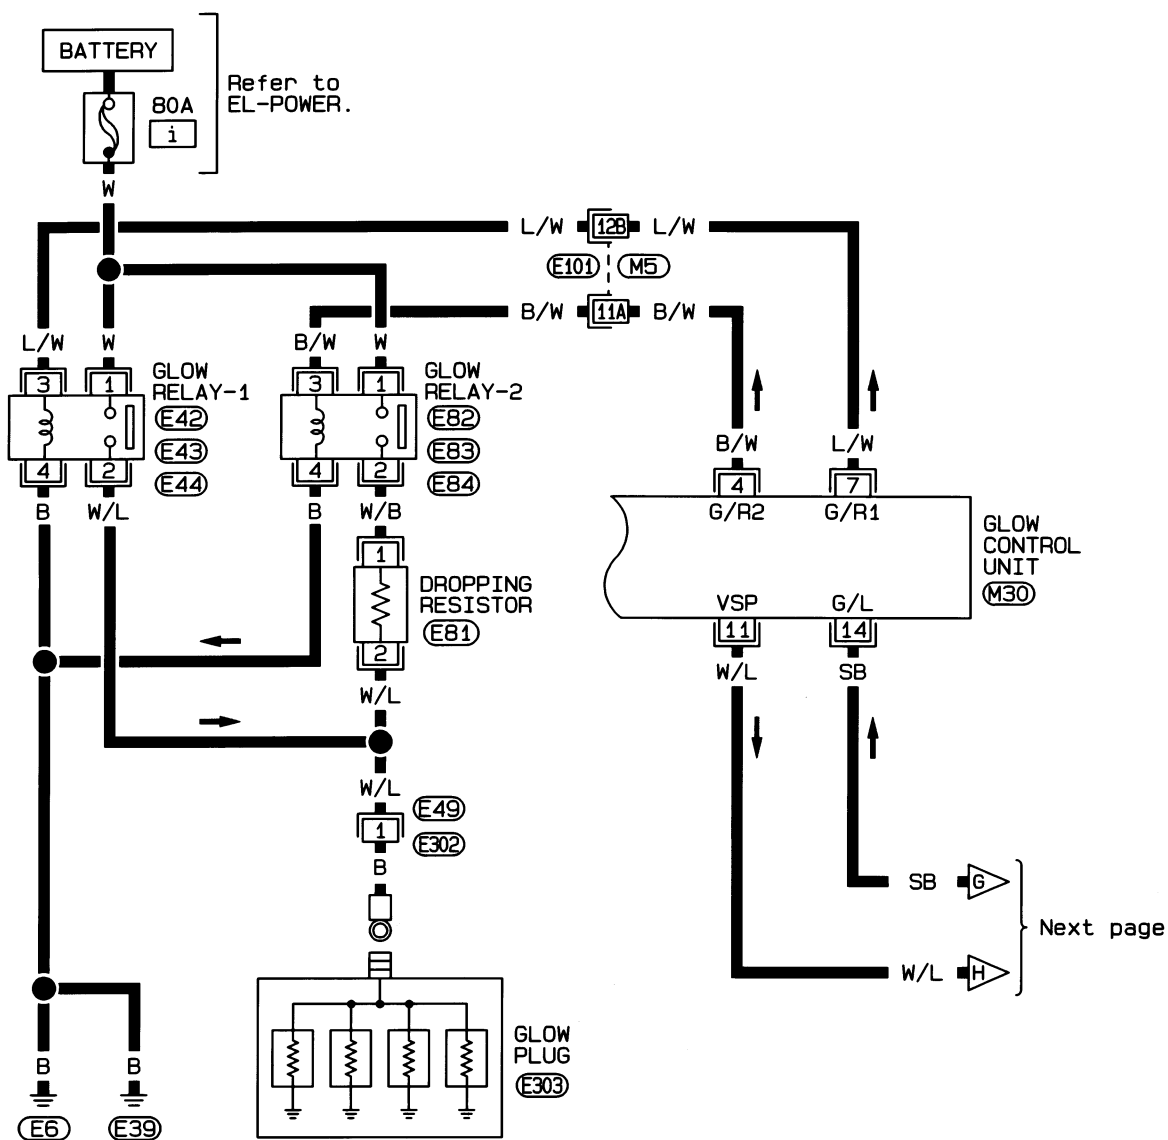 BATTERY
80A
i
Refer to
EL-POWER.
W
L/W
12B
L/W
E101
M5
B/W
11A
B/W
L/W
W
B/W
W
3
1
GLOW
RELAY-1
E42
E43
E44
3
1
GLOW
RELAY-2
E82
E83
E84
4
2
4
2
B
W/L
B
W/B
B/W
L/W
4
7
G/R2
G/R1
GLOW
CONTROL
UNIT
M30
VSP
G/L
11
14
W/L
SB
1
DROPPING
RESISTOR
E81
2
W/L
W/L
E49
1
E302
B
SB
G
Next page
W/L
H
GLOW
PLUG
E303
B
B
E6
E39